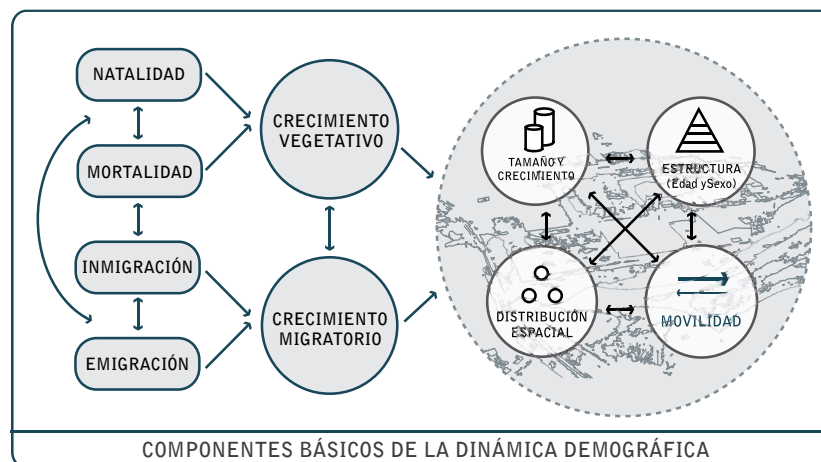 NATALIDAD
MORTALIDAD
INMIGRACIÓN
EMIGRACIÓN
CRECIMIENTO
VEGETATIVO
CRECIMIENTO
MIGRATORIO
TAMAÑO Y
CRECIMIENTO
ESTRUCTURA
(Edad ySexo)
DISTRIBUCIÓN
ESPACIAL
MOVILIDAD
COMPONENTES BÁSICOS DE LA DINÁMICA DEMOGRÁFICA